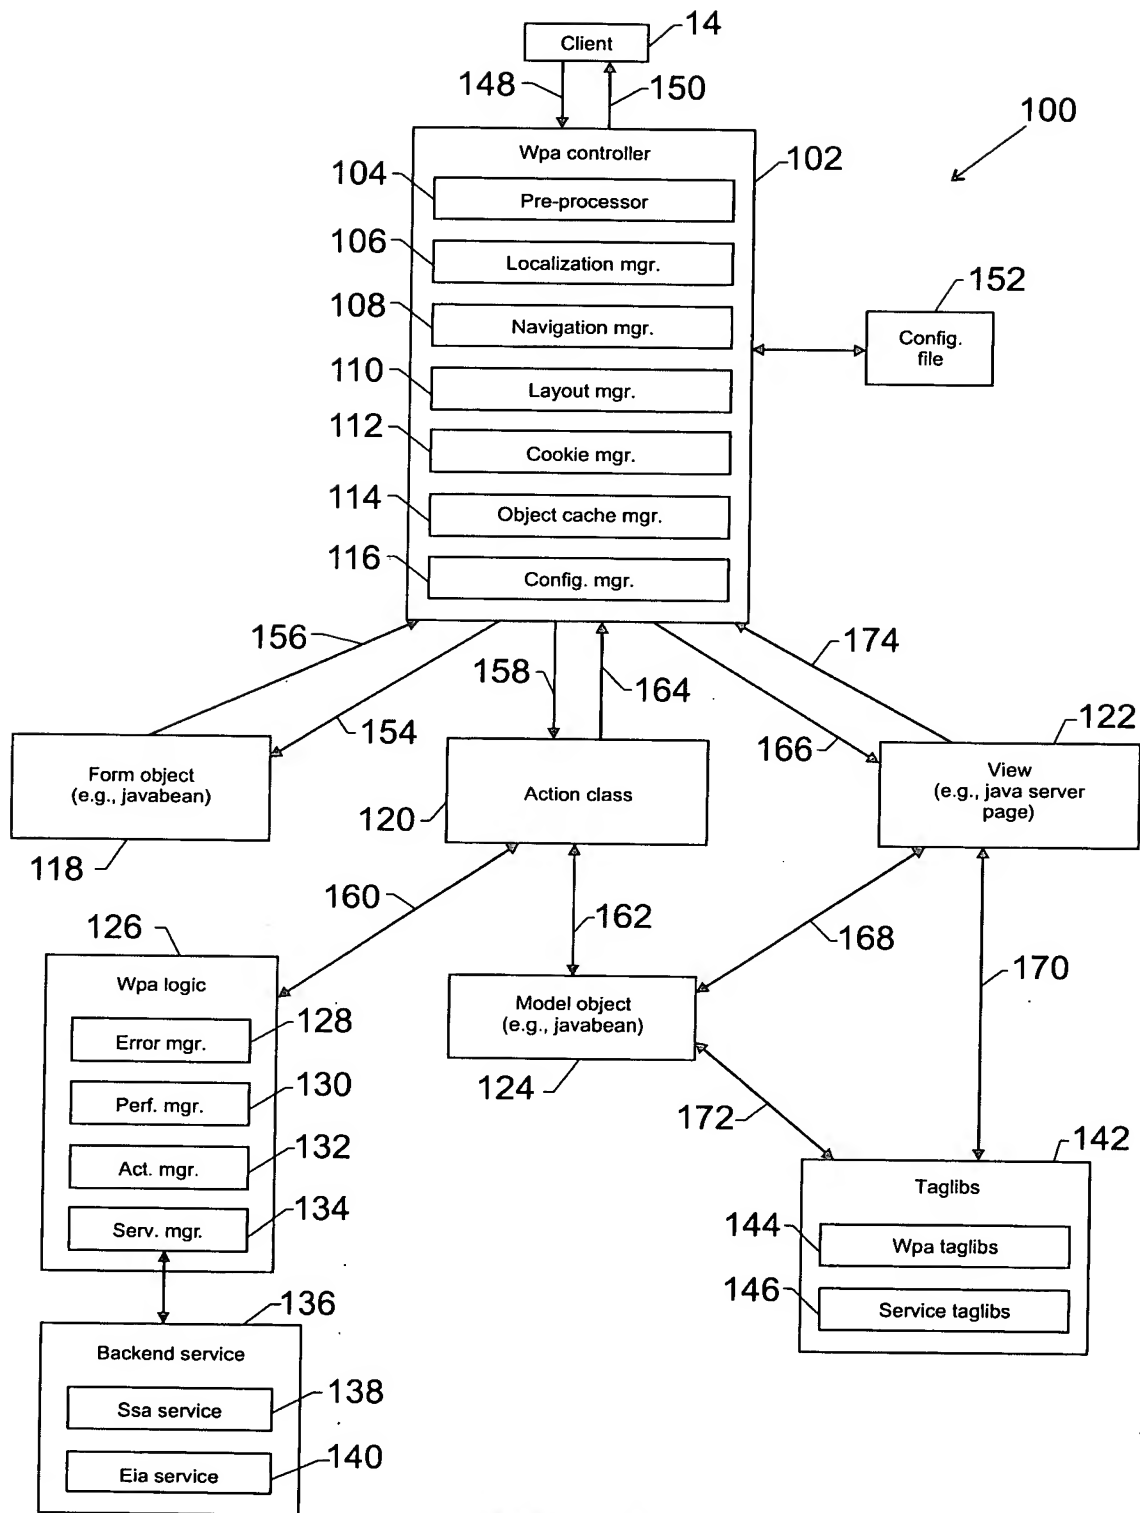 14
Client
148
150
100
Wpa controller
102
104
Pre-processor
106
Localization mgr.
152
108
Navigation mgr.
Config.
file
110
Layout mgr.
112
Cookie mgr.
114
Object cache mgr.
116
Config. mgr.
156
174
158
164
154
166
122
Form object
(e.g., javabean)
118
Action class
120
View
(e.g., java server
page)
160
162
168
170
126
Wpa logic
Error mgr.
128
Perf. mgr.
130
Act. mgr.
132
Serv. mgr.
134
Model object
(e.g., javabean)
124
172
142
Taglibs
144
Wpa taglibs
146
Service taglibs
136
Backend service
Ssa service
138
Eia service
140